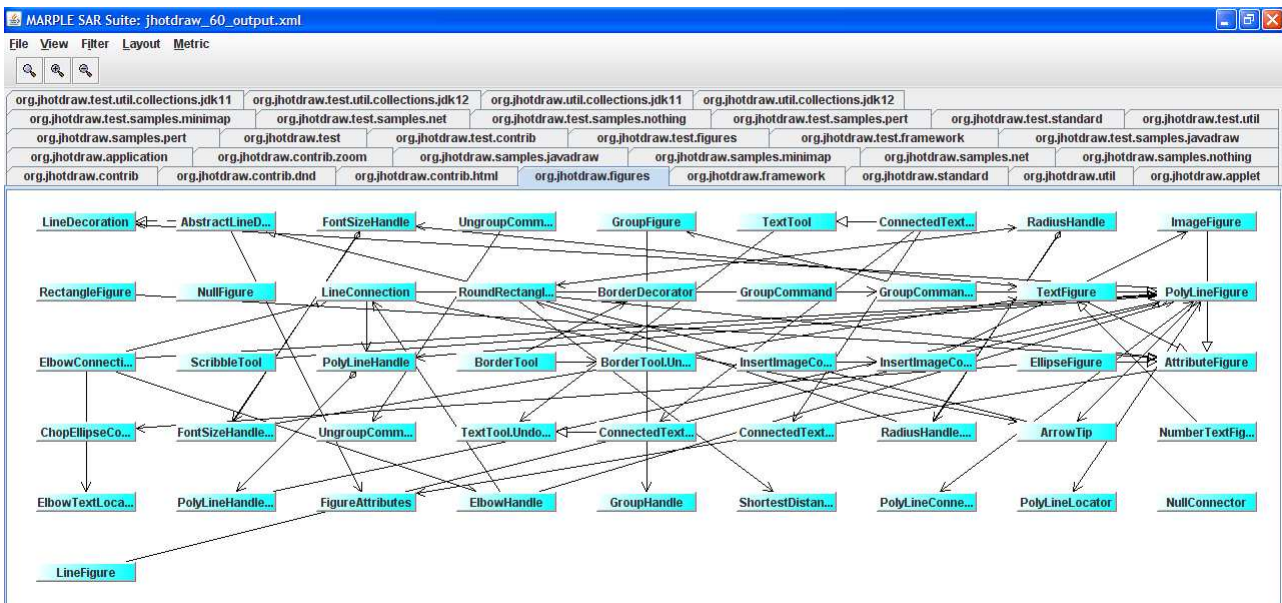 MARPLE SAR Suite: jhotdraw_60_output.xml
File View Filter Layout Metric
org.jhotdraw.test.util.collections.jdk11 org.jhotdraw.test.util.collections.jdk12 org.jhotdraw.util.collections.jdk11 org.jhotdraw.util.collections.jdk12
org.jhotdraw.test.samples.minimap org.jhotdraw.test.samples.net org.jhotdraw.test.samples.nothing org.jhotdraw.test.samples.pert org.jhotdraw.test.standard org.jhotdraw.test.util
org.jhotdraw.samples.pert org.jhotdraw.test org.jhotdraw.test.contrib org.jhotdraw.test.figures org.jhotdraw.test.framework org.jhotdraw.test.samples.javadraw
org.jhotdraw.application org.jhotdraw.contrib.zoom org.jhotdraw.samples.javadraw org.jhotdraw.samples.minimap org.jhotdraw.samples.net org.jhotdraw.samples.nothing
org.jhotdraw.contrib org.jhotdraw.contrib.dnd org.jhotdraw.contrib.html org.jhotdraw.figures org.jhotdraw.framework org.jhotdraw.standard org.jhotdraw.util org.jhotdraw.applet
LineDecoration AbstractLineD... FontSizeHandle UngroupComm... GroupFigure TextTool ConnectedText... RadiusHandle ImageFigure
RectangleFigure NullFigure LineConnection RoundRectangl... BorderDecorator GroupCommand GroupComman... TextFigure PolyLineFigure
ElbowConnecti... ScribbleTool PolyLineHandle BorderTool BorderTool.Un... InsertImageCo... InsertImageCo... EllipseFigure AttributeFigure
ChopEllipseCo... FontSizeHandle... UngroupComm... TextTool.Undo... ConnectedText... ConnectedText... RadiusHandle.... ArrowTip NumberTextFig...
ElbowTextLoca... PolyLineHandle... FigureAttributes ElbowHandle GroupHandle ShortestDistan... PolyLineConne... PolyLineLocator NullConnector
LineFigure